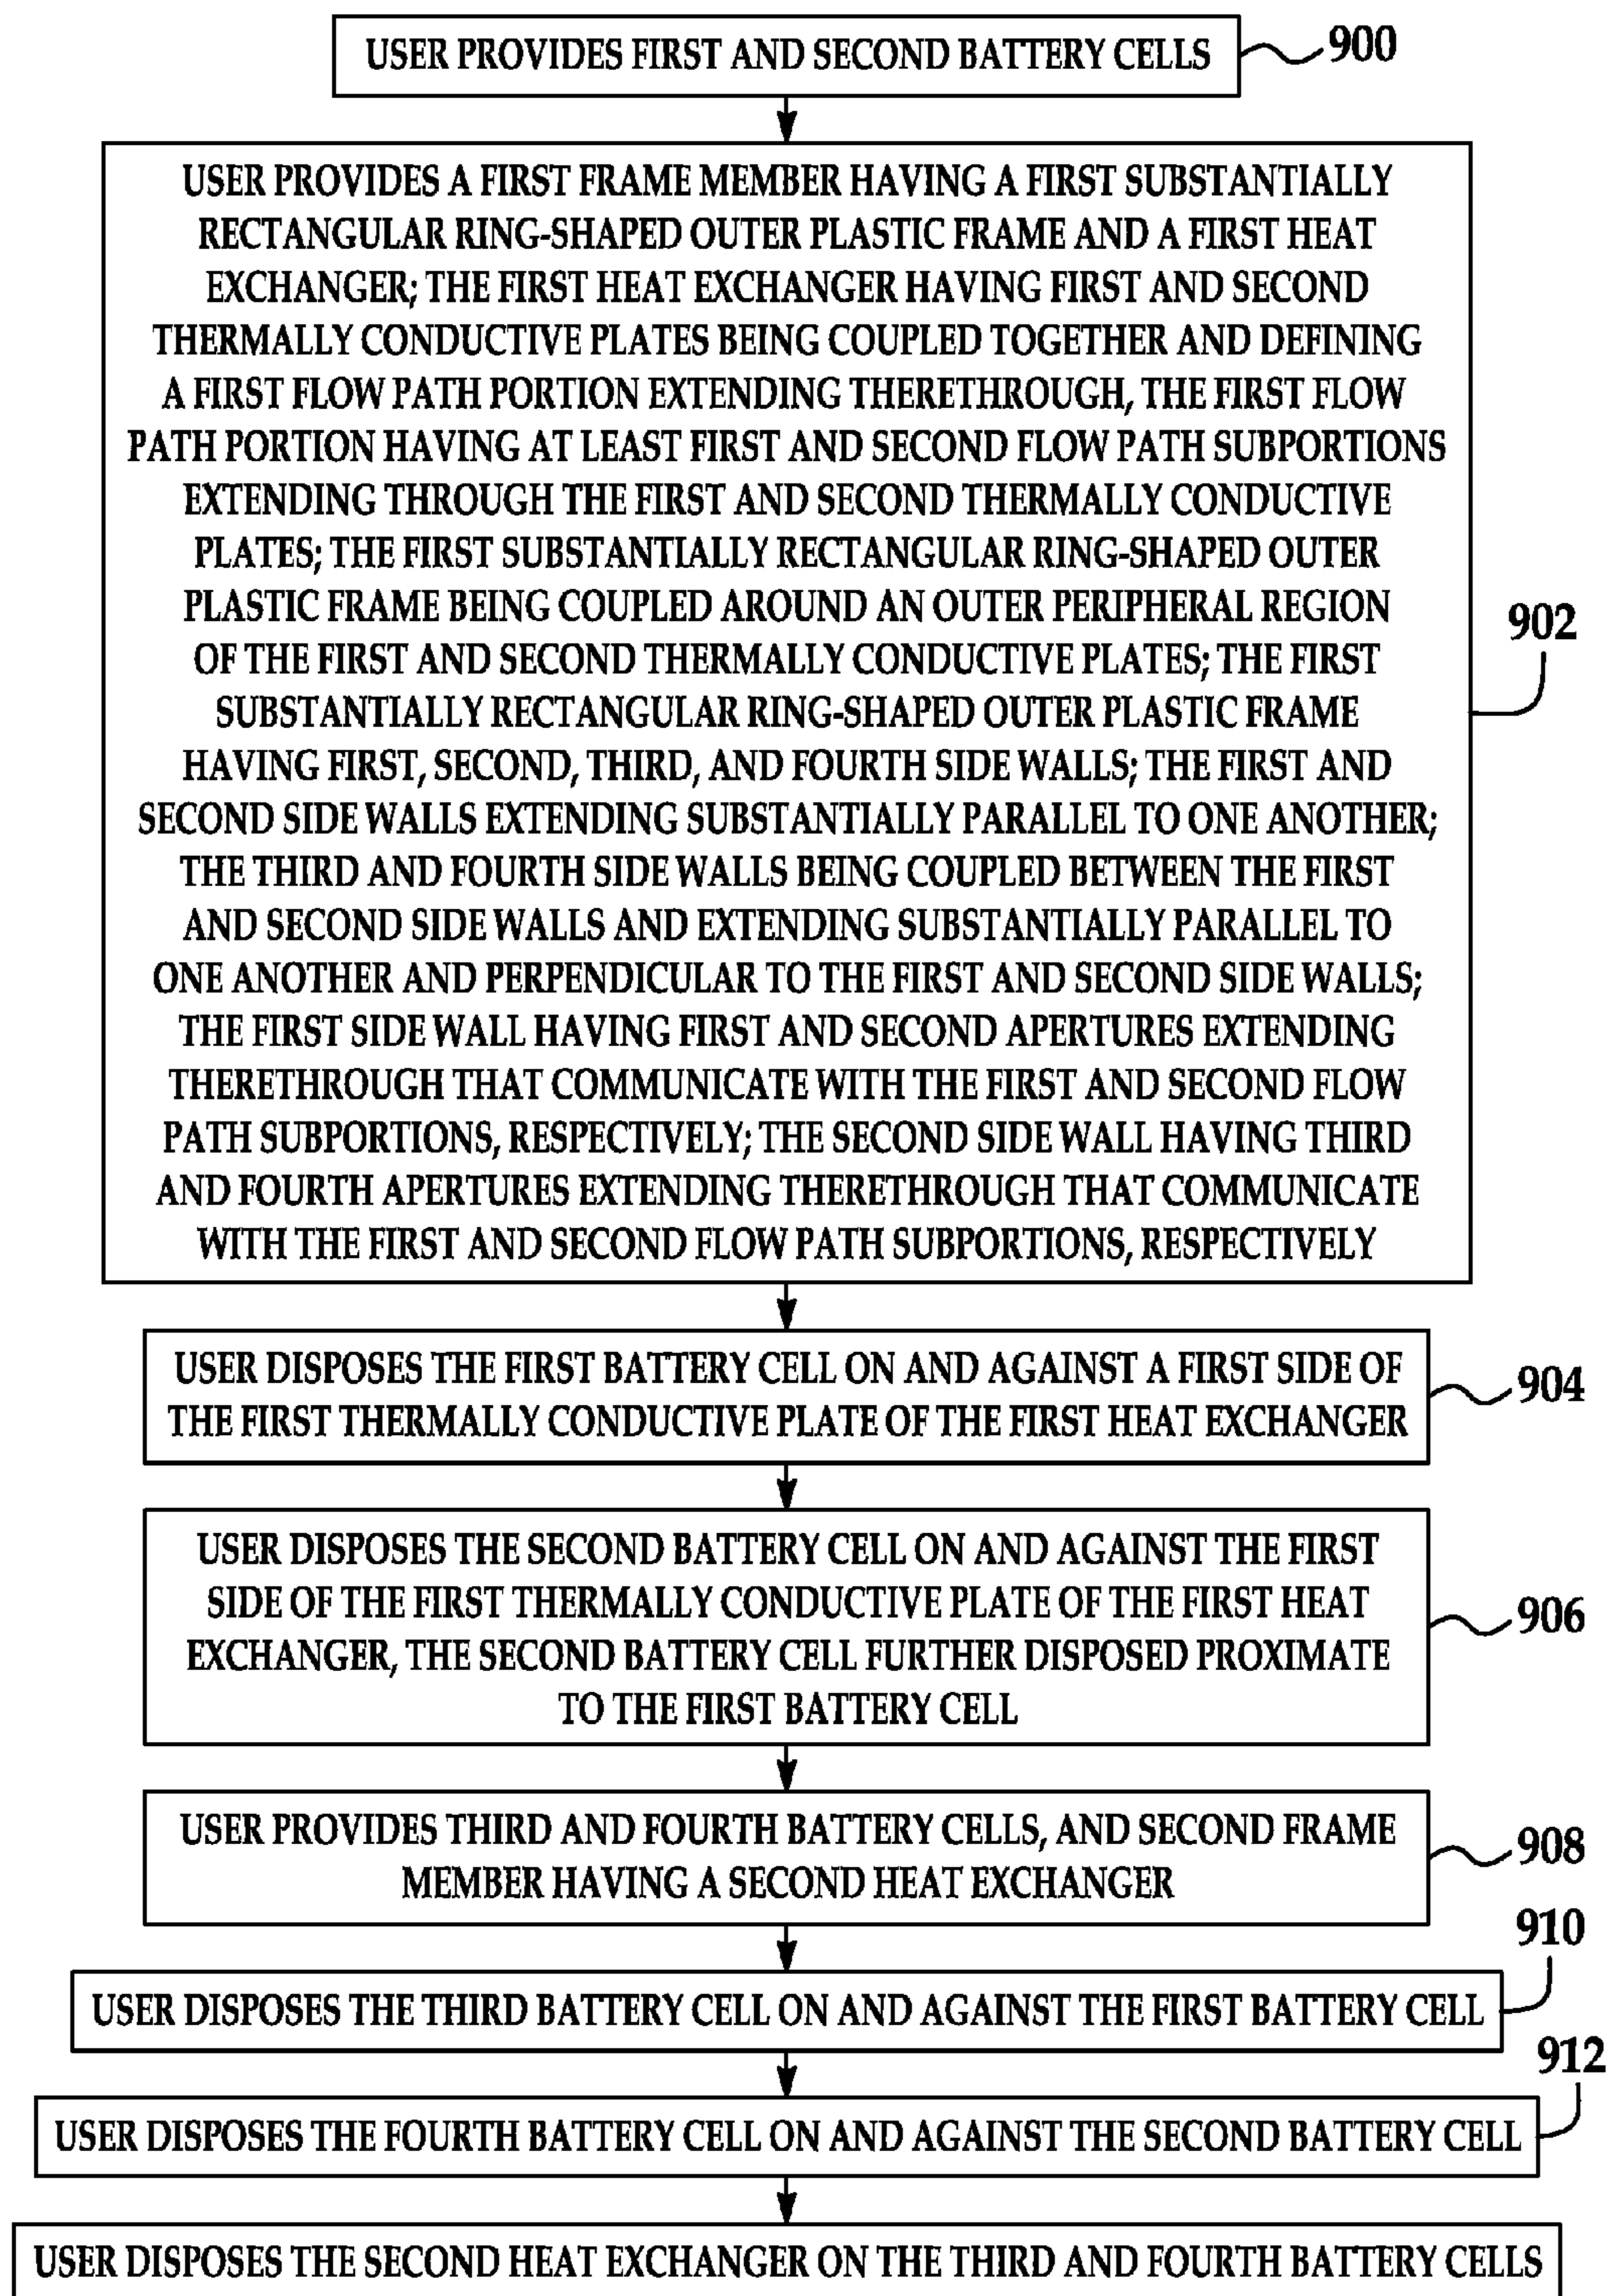 USER PROVIDES FIRST AND SECOND BATTERY CELLS
900
USER PROVIDES A FIRST FRAME MEMBER HAVING A FIRST SUBSTANTIALLY
RECTANGULAR RING-SHAPED OUTER PLASTIC FRAME AND A FIRST HEAT
EXCHANGER; THE FIRST HEAT EXCHANGER HAVING FIRST AND SECOND
THERMALLY CONDUCTIVE PLATES BEING COUPLED TOGETHER AND DEFINING
A FIRST FLOW PATH PORTION EXTENDING THERETHROUGH, THE FIRST FLOW
PATH PORTION HAVING AT LEAST FIRST AND SECOND FLOW PATH SUBPORTIONS
EXTENDING THROUGH THE FIRST AND SECOND THERMALLY CONDUCTIVE
PLATES; THE FIRST SUBSTANTIALLY RECTANGULAR RING-SHAPED OUTER
PLASTIC FRAME BEING COUPLED AROUND AN OUTER PERIPHERAL REGION
OF THE FIRST AND SECOND THERMALLY CONDUCTIVE PLATES; THE FIRST
SUBSTANTIALLY RECTANGULAR RING-SHAPED OUTER PLASTIC FRAME
HAVING FIRST, SECOND, THIRD, AND FOURTH SIDE WALLS; THE FIRST AND
SECOND SIDE WALLS EXTENDING SUBSTANTIALLY PARALLEL TO ONE ANOTHER;
THE THIRD AND FOURTH SIDE WALLS BEING COUPLED BETWEEN THE FIRST
AND SECOND SIDE WALLS AND EXTENDING SUBSTANTIALLY PARALLEL TO
ONE ANOTHER AND PERPENDICULAR TO THE FIRST AND SECOND SIDE WALLS;
THE FIRST SIDE WALL HAVING FIRST AND SECOND APERTURES EXTENDING
THERETHROUGH THAT COMMUNICATE WITH THE FIRST AND SECOND FLOW
PATH SUBPORTIONS, RESPECTIVELY; THE SECOND SIDE WALL HAVING THIRD
AND FOURTH APERTURES EXTENDING THERETHROUGH THAT COMMUNICATE
WITH THE FIRST AND SECOND FLOW PATH SUBPORTIONS, RESPECTIVELY
902
USER DISPOSES THE FIRST BATTERY CELL ON AND AGAINST A FIRST SIDE OF
THE FIRST THERMALLY CONDUCTIVE PLATE OF THE FIRST HEAT EXCHANGER
904
USER DISPOSES THE SECOND BATTERY CELL ON AND AGAINST THE FIRST
SIDE OF THE FIRST THERMALLY CONDUCTIVE PLATE OF THE FIRST HEAT
EXCHANGER, THE SECOND BATTERY CELL FURTHER DISPOSED PROXIMATE
TO THE FIRST BATTERY CELL
906
USER PROVIDES THIRD AND FOURTH BATTERY CELLS, AND SECOND FRAME
MEMBER HAVING A SECOND HEAT EXCHANGER
908
USER DISPOSES THE THIRD BATTERY CELL ON AND AGAINST THE FIRST BATTERY CELL
910
USER DISPOSES THE FOURTH BATTERY CELL ON AND AGAINST THE SECOND BATTERY CELL
912
USER DISPOSES THE SECOND HEAT EXCHANGER ON THE THIRD AND FOURTH BATTERY CELLS